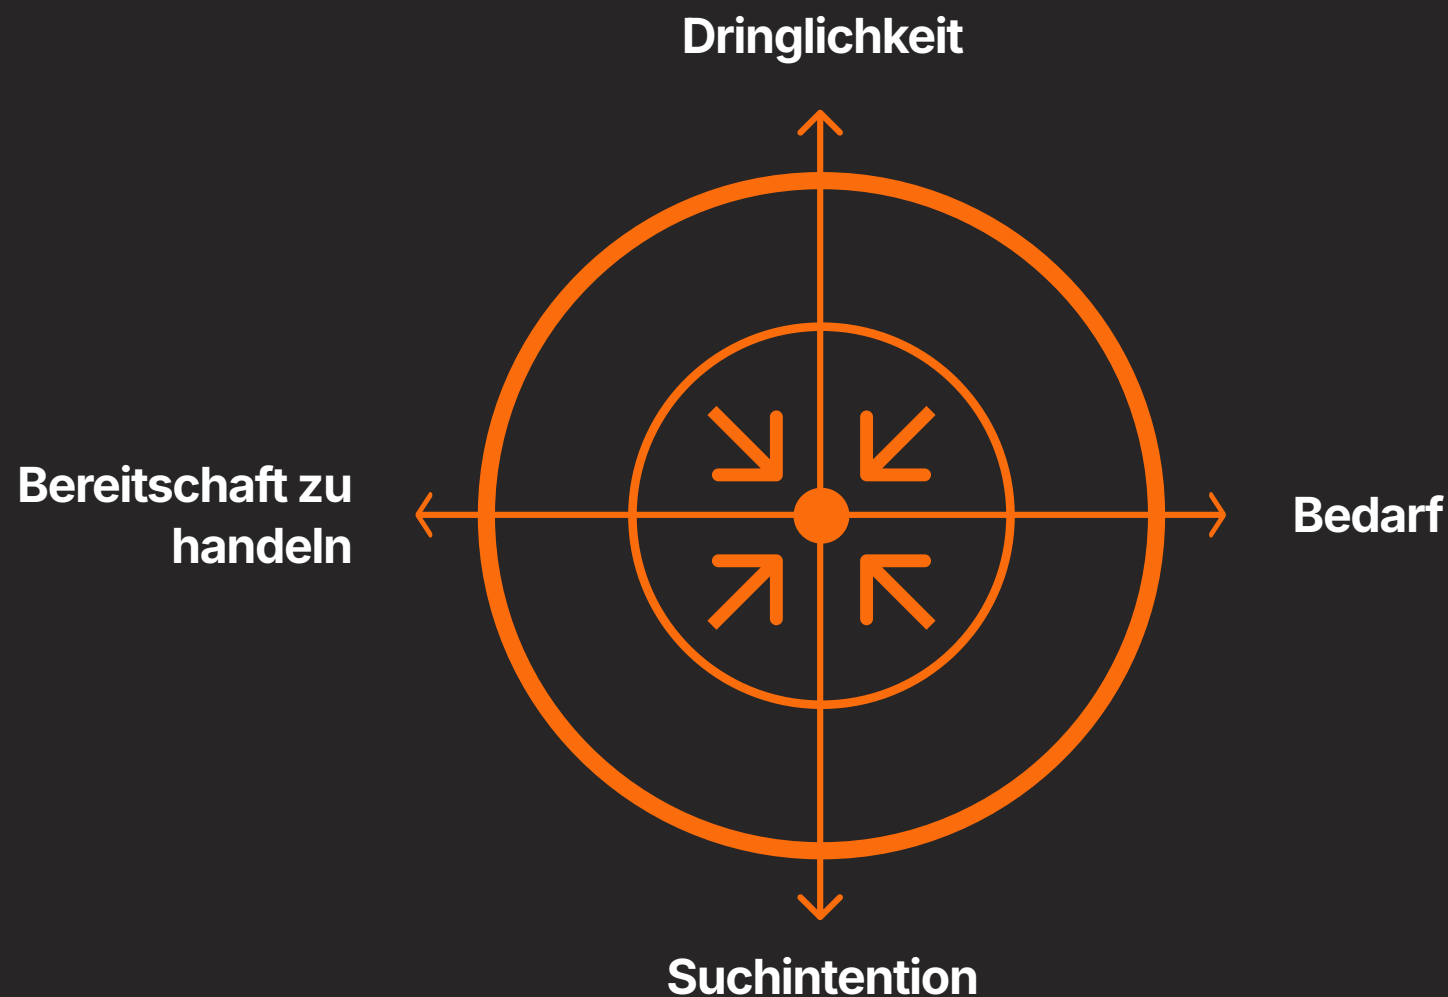 Dringlichkeit
Bereitschaft zu
handeln
Bedarf
Suchintention